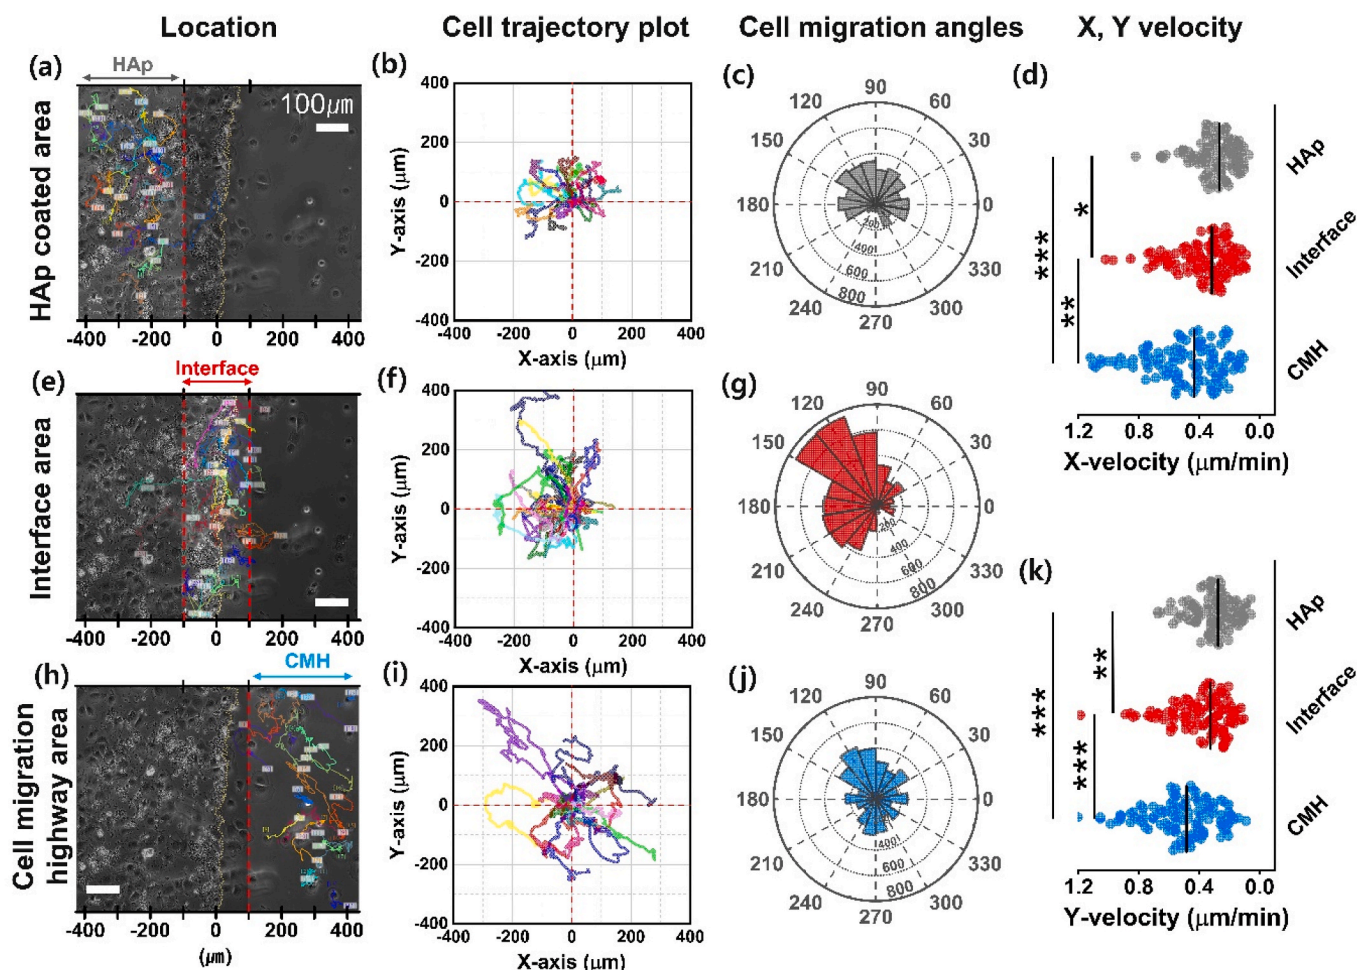 Location
Cell trajectory plot
Cell migration angles
X, Y velocity
HAp coated area
(a)
HAp
100μm
(b)
400
200
0
-200
-400
Y-axis (μm)
-400 -200 0 200 400
X-axis (μm)
(c)
90
120 60
150 30
180 0
210 330
240 300
270
200
400
600
800
(d)
HAp
Interface
CMH
*
***
**
1.2 0.8 0.4 0.0
X-velocity (μm/min)
-400 -200 0 200 400
Interface area
(e)
Interface
-400 -200 0 200 400
(f)
400
200
0
-200
-400
Y-axis (μm)
-400 -200 0 200 400
X-axis (μm)
(g)
90
120 60
150 30
180 0
210 330
240 300
270
200
400
600
800
(k)
HAp
Interface
CMH
**
***
***
1.2 0.8 0.4 0.0
Y-velocity (μm/min)
Cell migration
highway area
(h)
CMH
-400 -200 0 200 400
(μm)
(i)
400
200
0
-200
-400
Y-axis (μm)
-400 -200 0 200 400
X-axis (μm)
(j)
90
120 60
150 30
180 0
210 330
240 300
270
400
600
800